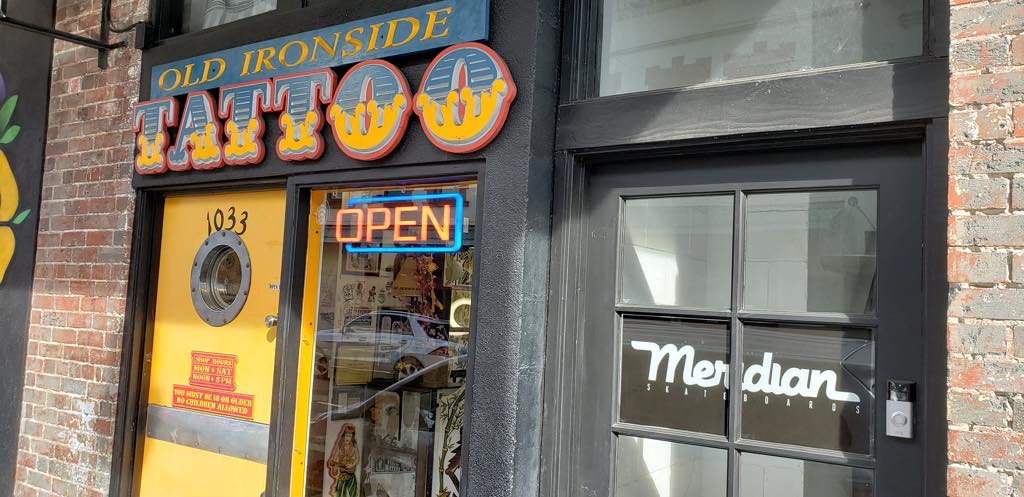 OLD IRONSIDE
TATTOO
1033
OPEN
SHOP HOURS
MON - SAT
NOON - 8PM
YOU MUST BE 18 OR OLDER
NO CHILDREN ALLOWED
Meridian
SKATEBOARDS